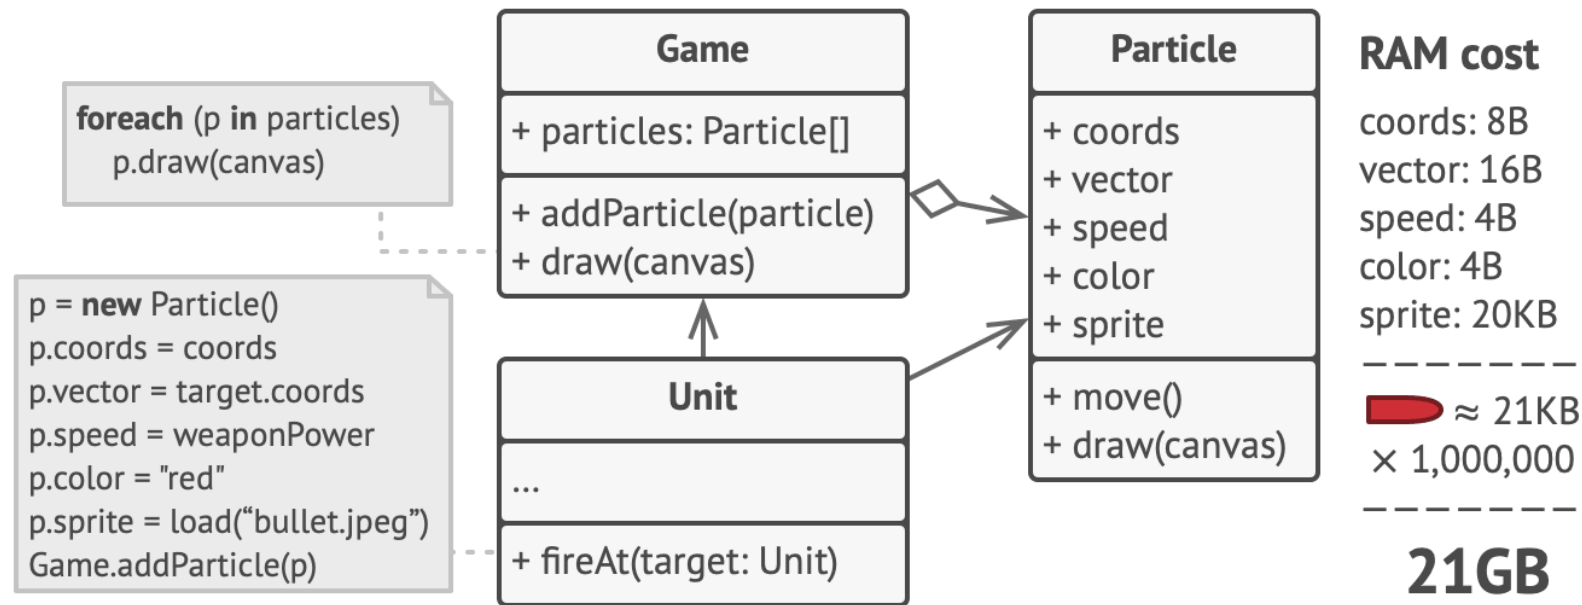 foreach (p in particles)
p.draw(canvas)
p = new Particle()
p.coords = coords
p.vector = target.coords
p.speed = weaponPower
p.color = "red"
p.sprite = load(“bullet.jpeg”)
Game.addParticle(p)
Game
+ particles: Particle[]
+ addParticle(particle)
+ draw(canvas)
Unit
...
+ fireAt(target: Unit)
Particle
+ coords
+ vector
+ speed
+ color
+ sprite
+ move()
+ draw(canvas)
RAM cost
coords: 8B
vector: 16B
speed: 4B
color: 4B
sprite: 20KB
≈ 21KB
× 1,000,000
21GB